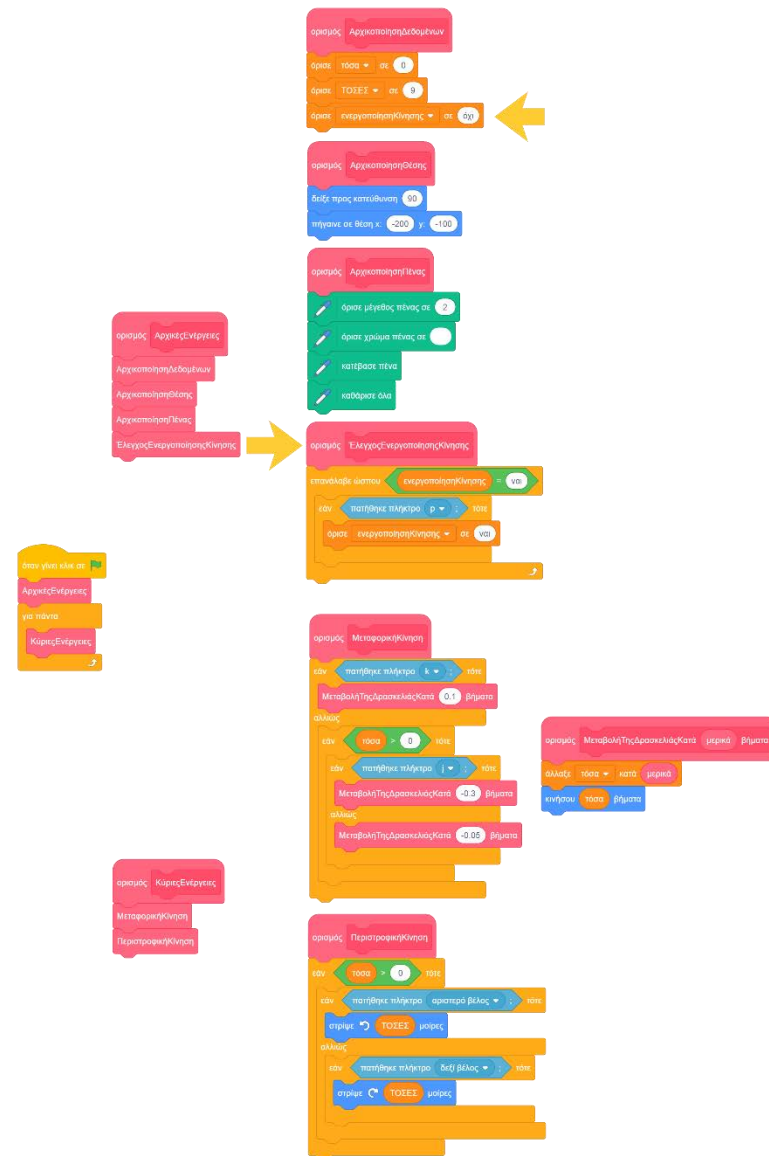 ορισμός ΑρχικοποίησηΔεδομένων
όρισε τόσα σε 0
όρισε ΤΟΣΕΣ σε 9
όρισε ενεργοποίησηΚίνησης σε όχι
ορισμός ΑρχικοποίησηΘέσης
δείξε προς κατεύθυνση 90
πήγαινε σε θέση x: -200 y: -100
ορισμός ΑρχικοποίησηΠένας
όρισε μέγεθος πένας σε 2
όρισε χρώμα πένας σε
κατέβασε πένα
καθάρισε όλα
ορισμός ΑρχικέςΕνέργειες
ΑρχικοποίησηΔεδομένων
ΑρχικοποίησηΘέσης
ΑρχικοποίησηΠένας
ΈλεγχοςΕνεργοποίησηςΚίνησης
ορισμός ΈλεγχοςΕνεργοποίησηςΚίνησης
επανάλαβε ώσπου ενεργοποίησηΚίνησης = ναι
εάν πατήθηκε πλήκτρο p ; τότε
όρισε ενεργοποίησηΚίνησης σε ναι
όταν γίνει κλικ σε
ΑρχικέςΕνέργειες
για πάντα
ΚύριεςΕνέργειες
ορισμός ΜεταφορικήΚίνηση
εάν πατήθηκε πλήκτρο k ; τότε
ΜεταβολήΤηςΔρασκελιάςΚατά 0.1 βήματα
αλλιώς
εάν τόσα > 0 τότε
εάν πατήθηκε πλήκτρο j ; τότε
ΜεταβολήΤηςΔρασκελιάςΚατά -0.3 βήματα
αλλιώς
ΜεταβολήΤηςΔρασκελιάςΚατά -0.05 βήματα
ορισμός ΜεταβολήΤηςΔρασκελιάςΚατά μερικά βήματα
άλλαξε τόσα κατά μερικά
κινήσου τόσα βήματα
ορισμός ΚύριεςΕνέργειες
ΜεταφορικήΚίνηση
ΠεριστροφικήΚίνηση
ορισμός ΠεριστροφικήΚίνηση
εάν τόσα > 0 τότε
εάν πατήθηκε πλήκτρο αριστερό βέλος ; τότε
στρίψε ΤΟΣΕΣ μοίρες
αλλιώς
εάν πατήθηκε πλήκτρο δεξί βέλος ; τότε
στρίψε ΤΟΣΕΣ μοίρες